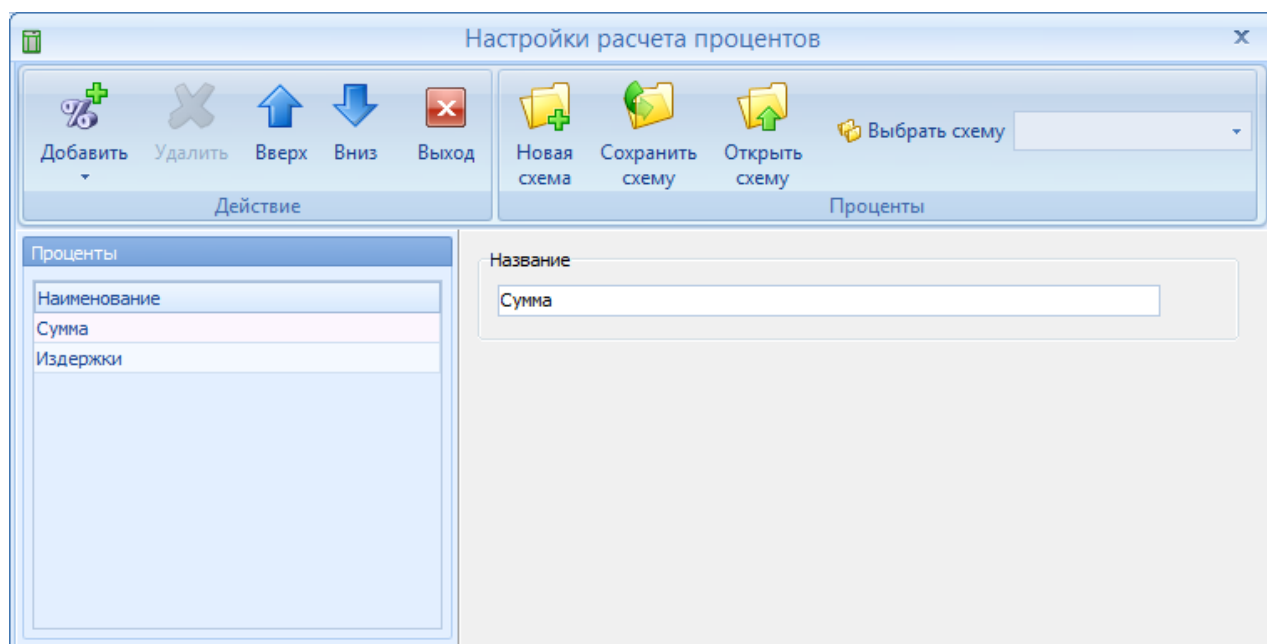 Настройки расчета процентов
Добавить
Удалить
Вверх
Вниз
Выход
Новая
схема
Сохранить
схему
Открыть
схему
Выбрать схему
Действие
Проценты
Проценты
Наименование
Сумма
Издержки
Название
Сумма